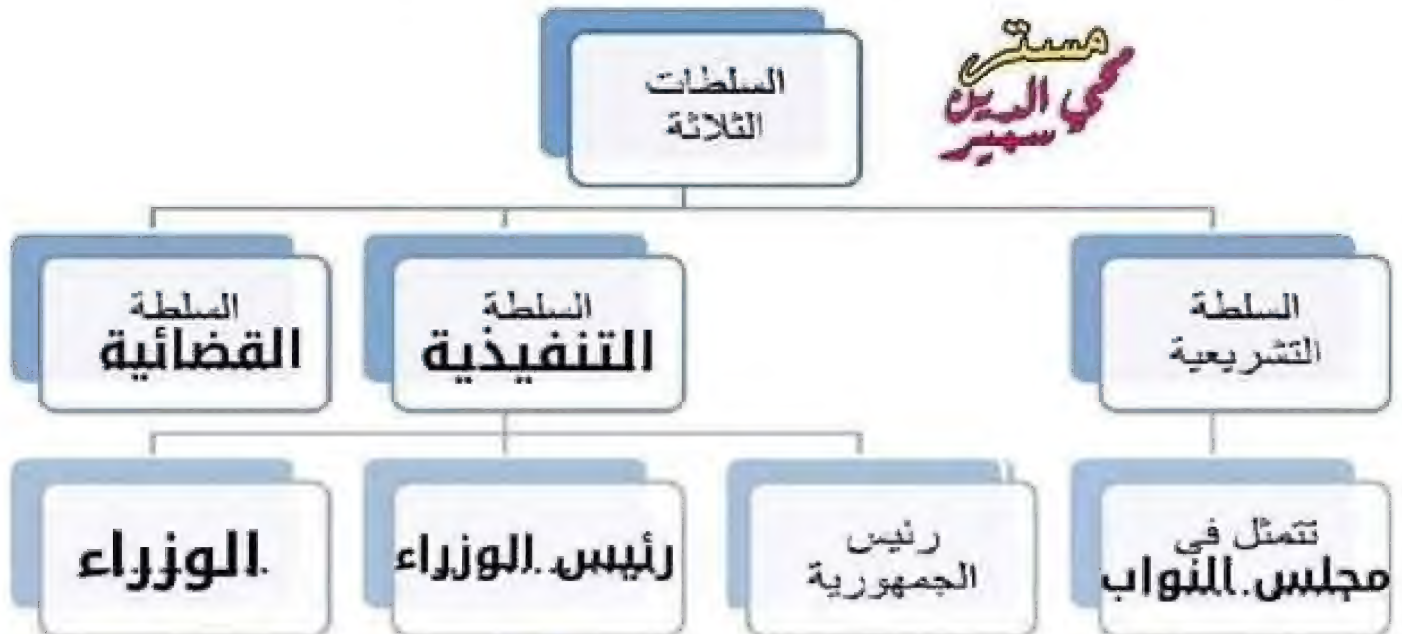 السلطات
الثلاثة
مستر
محي الدين
سمير
السلطة
التشريعية
السلطة
التنفيذية
السلطة
القضائية
تتمثل في
مجلس النواب
رئيس
الجمهورية
رئيس الوزراء
الوزراء